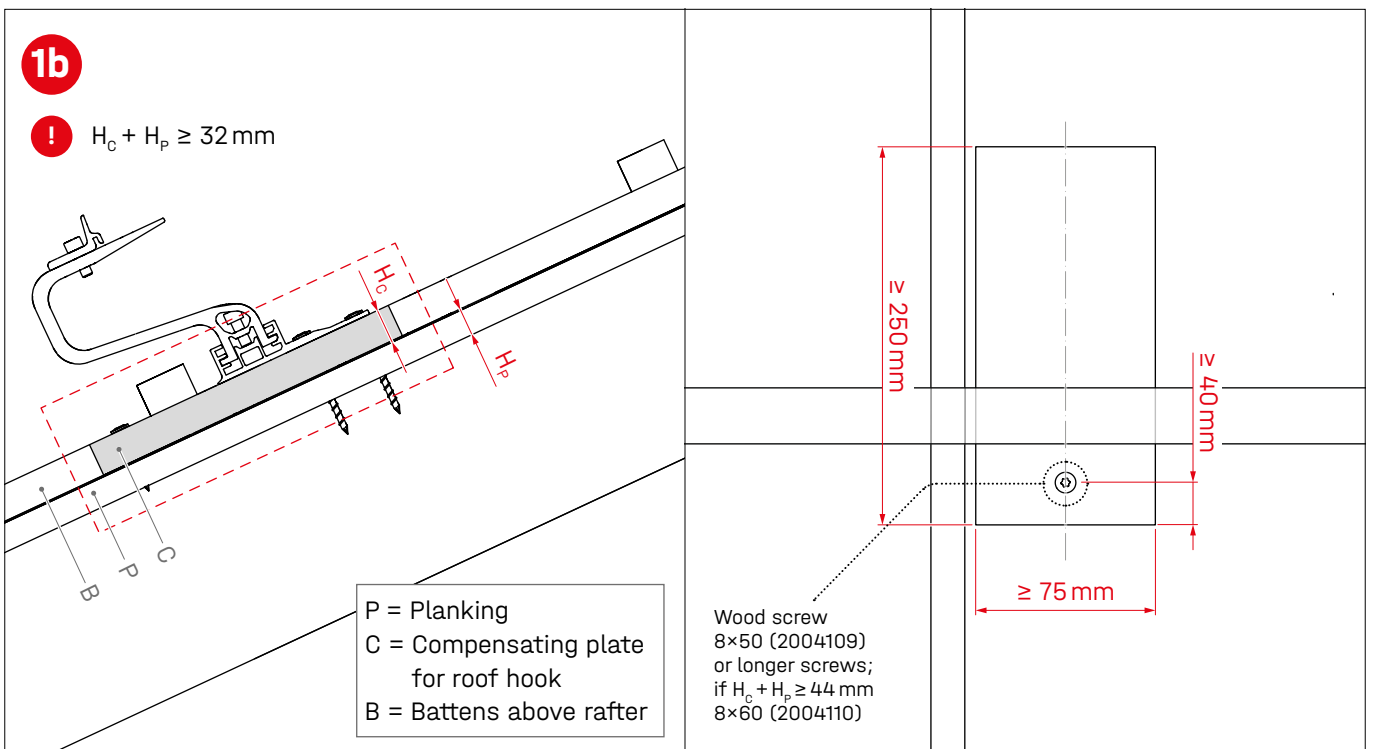 1b
! H_C + H_P ≥ 32 mm
H_C
H_P
C
P
B
P = Planking
C = Compensating plate
for roof hook
B = Battens above rafter
≥ 250 mm
≥ 40 mm
≥ 75 mm
Wood screw
8×50 (2004109)
or longer screws;
if H_C + H_P ≥ 44 mm
8×60 (2004110)